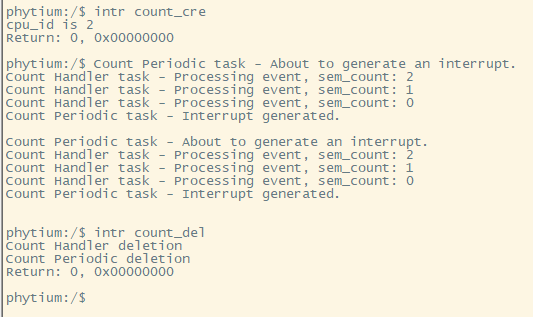 phytium:/$ intr count_cre
cpu_id is 2
Return: 0, 0x00000000
phytium:/$ Count Periodic task - About to generate an interrupt.
Count Handler task - Processing event, sem_count: 2
Count Handler task - Processing event, sem_count: 1
Count Handler task - Processing event, sem_count: 0
Count Periodic task - Interrupt generated.
Count Periodic task - About to generate an interrupt.
Count Handler task - Processing event, sem_count: 2
Count Handler task - Processing event, sem_count: 1
Count Handler task - Processing event, sem_count: 0
Count Periodic task - Interrupt generated.
phytium:/$ intr count_del
Count Handler deletion
Count Periodic deletion
Return: 0, 0x00000000
phytium:/$